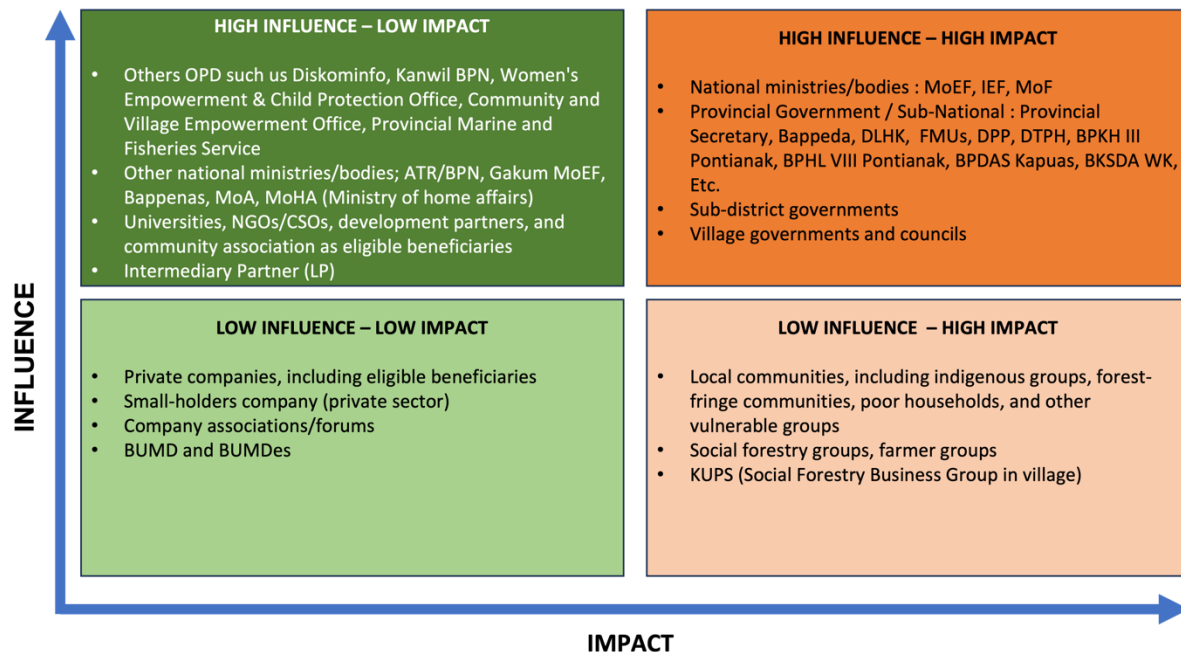 HIGH INFLUENCE – LOW IMPACT
• Others OPD such us Diskominfo, Kanwil BPN, Women's
Empowerment & Child Protection Office, Community and
Village Empowerment Office, Provincial Marine and
Fisheries Service
• Other national ministries/bodies; ATR/BPN, Gakum MoEF,
Bappenas, MoA, MoHA (Ministry of home affairs)
• Universities, NGOs/CSOs, development partners, and
community association as eligible beneficiaries
• Intermediary Partner (LP)
HIGH INFLUENCE – HIGH IMPACT
• National ministries/bodies : MoEF, IEF, MoF
• Provincial Government / Sub-National : Provincial
Secretary, Bappeda, DLHK, FMUs, DPP, DTPH, BPKH III
Pontianak, BPHL VIII Pontianak, BPDAS Kapuas, BKSDA WK,
Etc.
• Sub-district governments
• Village governments and councils
LOW INFLUENCE – LOW IMPACT
• Private companies, including eligible beneficiaries
• Small-holders company (private sector)
• Company associations/forums
• BUMD and BUMDes
LOW INFLUENCE – HIGH IMPACT
• Local communities, including indigenous groups, forest-
fringe communities, poor households, and other
vulnerable groups
• Social forestry groups, farmer groups
• KUPS (Social Forestry Business Group in village)
INFLUENCE
IMPACT